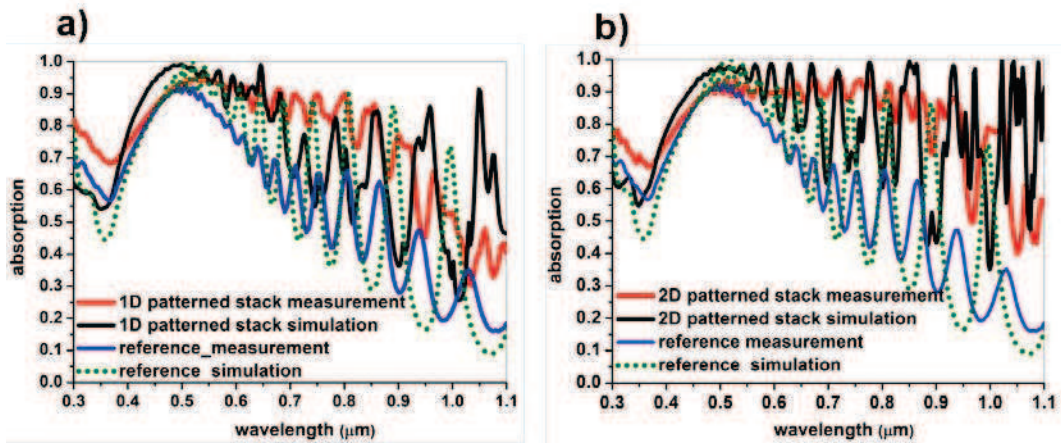 a)
1.0
0.9
0.8
0.7
0.6
0.5
0.4
0.3
0.2
0.1
0.0
absorption
1D patterned stack measurement
1D patterned stack simulation
reference_measurement
reference simulation
0.3 0.4 0.5 0.6 0.7 0.8 0.9 1.0 1.1
wavelength (μm)
b)
1.0
0.9
0.8
0.7
0.6
0.5
0.4
0.3
0.2
0.1
0.0
absorption
2D patterned stack measurement
2D patterned stack simulation
reference measurement
reference simulation
0.3 0.4 0.5 0.6 0.7 0.8 0.9 1.0 1.1
wavelength (μm)